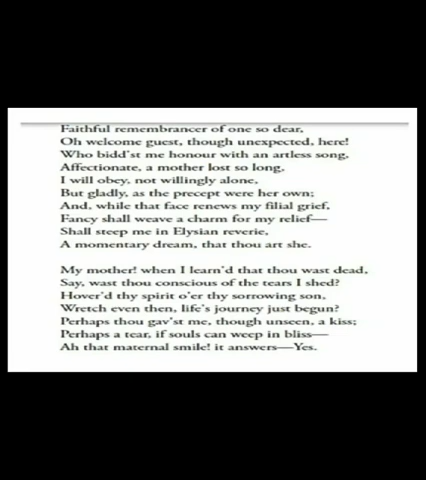 Faithful remembrancer of one so dear,
Oh welcome guest, though unexpected, here!
Who bidd'st me honour with an artless song,
Affectionate, a mother lost so long,
I will obey, not willingly alone,
But gladly, as the precept were her own;
And, while that face renews my filial grief,
Fancy shall weave a charm for my relief—
Shall steep me in Elysian reverie,
A momentary dream, that thou art she.
My mother! when I learn'd that thou wast dead,
Say, wast thou conscious of the tears I shed?
Hover'd thy spirit o'er thy sorrowing son,
Wretch even then, life's journey just begun?
Perhaps thou gav'st me, though unseen, a kiss;
Perhaps a tear, if souls can weep in bliss—
Ah that maternal smile! it answers—Yes.